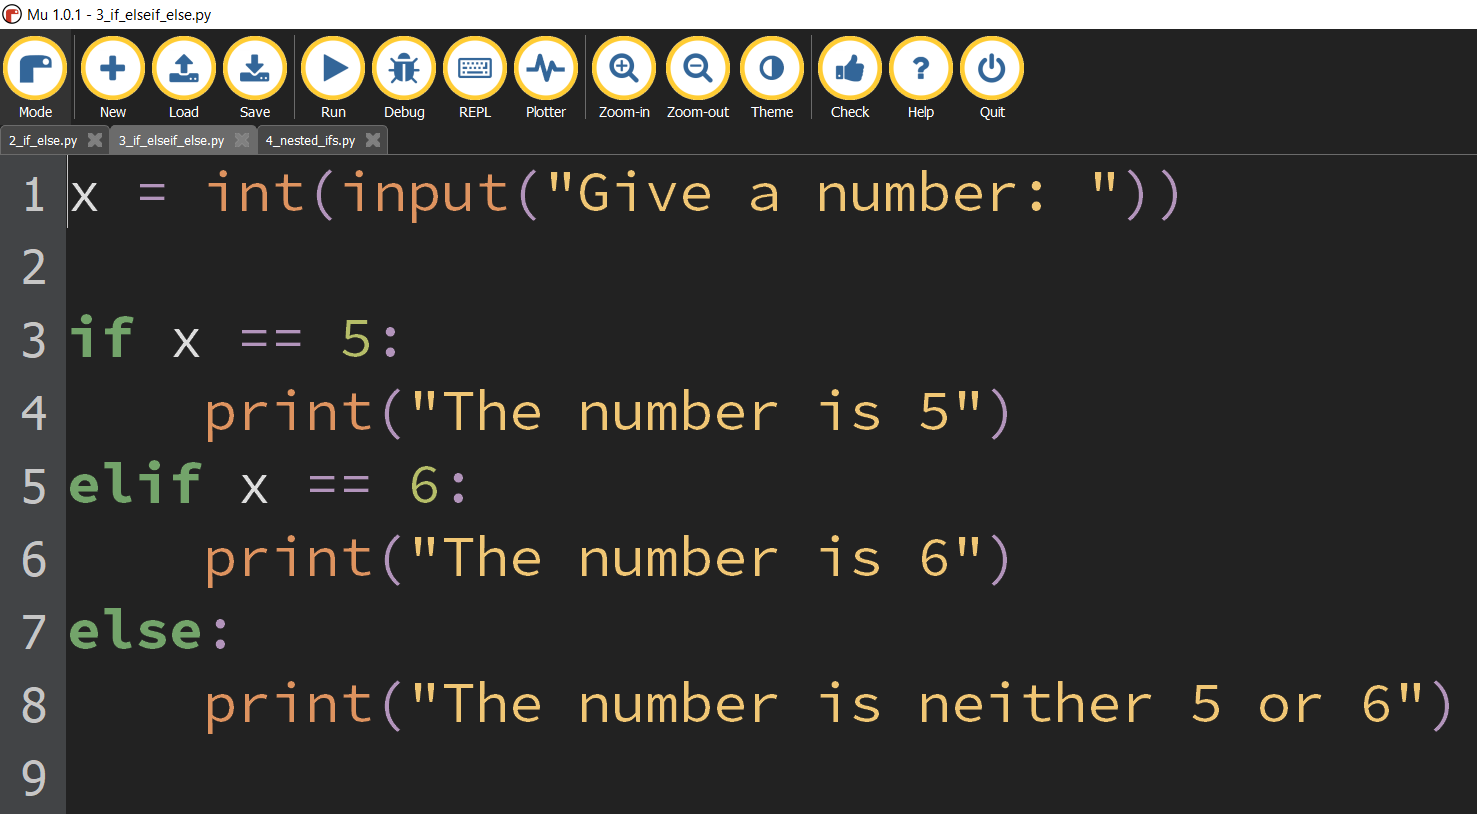 Mu 1.0.1 - 3_if_elseif_else.py
Mode New Load Save Run Debug REPL Plotter Zoom-in Zoom-out Theme Check Help Quit
2_if_else.py 3_if_elseif_else.py 4_nested_ifs.py
1 x = int(input("Give a number: "))
2
3 if x == 5:
4     print("The number is 5")
5 elif x == 6:
6     print("The number is 6")
7 else:
8     print("The number is neither 5 or 6")
9